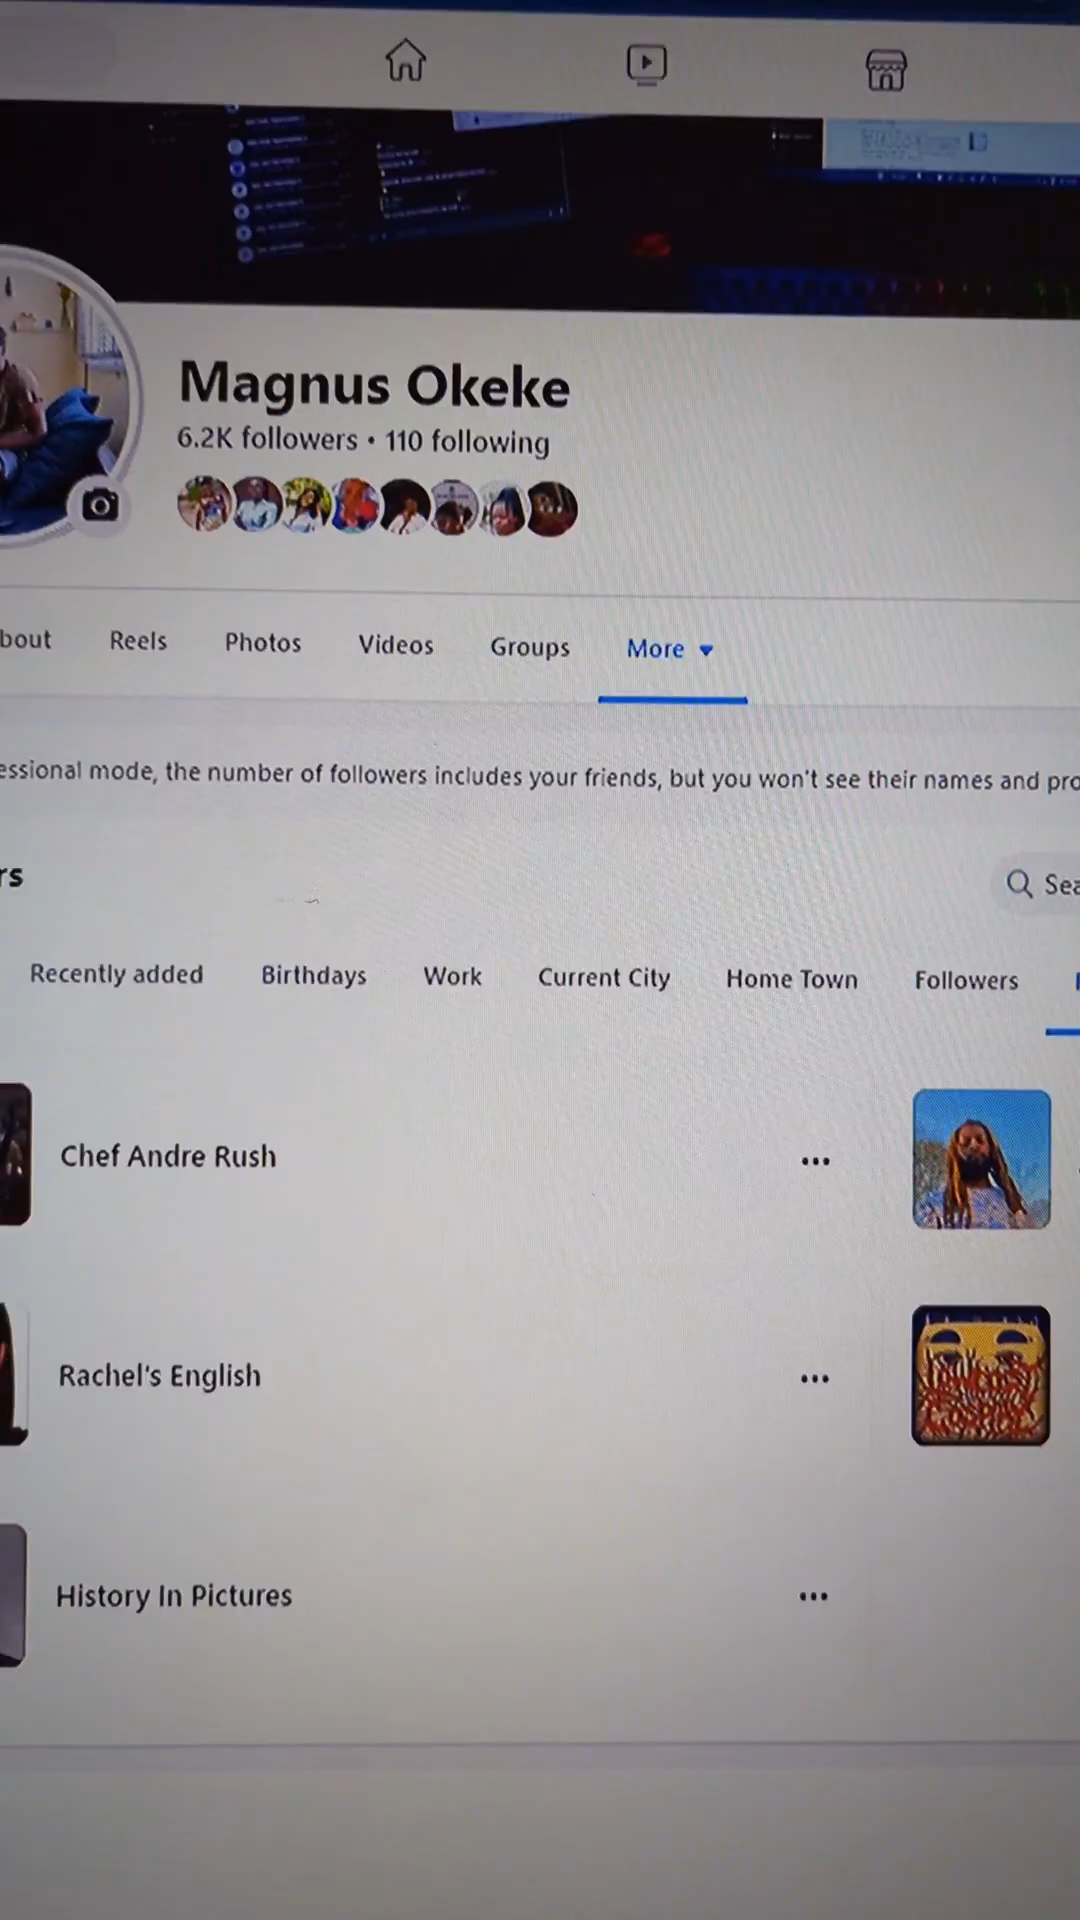 Magnus Okeke
6.2K followers • 110 following
bout Reels Photos Videos Groups More
essional mode, the number of followers includes your friends, but you won't see their names and pro
rs
Sea
Recently added Birthdays Work Current City Home Town Followers
Chef Andre Rush
Rachel's English
History In Pictures